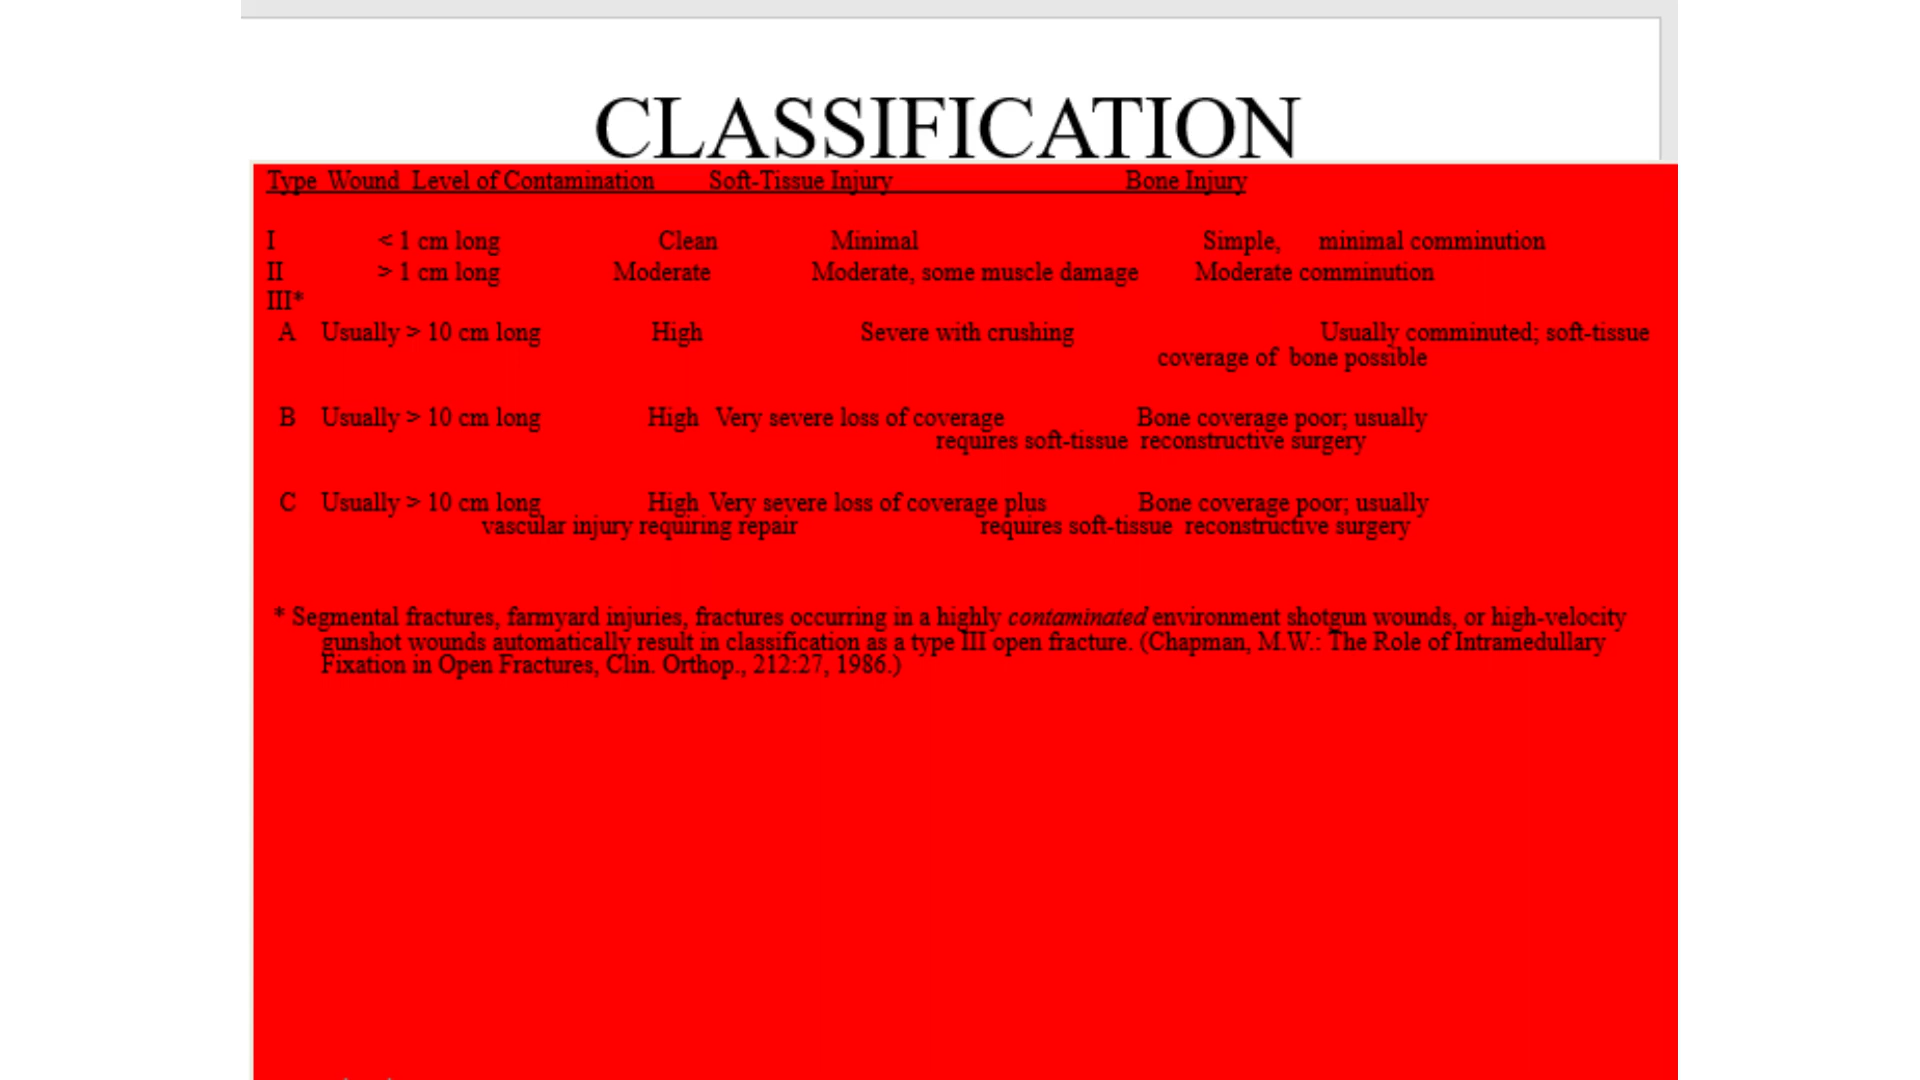 CLASSIFICATION
Type Wound Level of Contamination Soft-Tissue Injury Bone Injury
I < 1 cm long Clean Minimal Simple, minimal comminution
II > 1 cm long Moderate Moderate, some muscle damage Moderate comminution
III*
A Usually > 10 cm long High Severe with crushing Usually comminuted; soft-tissue
coverage of bone possible
B Usually > 10 cm long High Very severe loss of coverage Bone coverage poor; usually
requires soft-tissue reconstructive surgery
C Usually > 10 cm long High Very severe loss of coverage plus Bone coverage poor; usually
vascular injury requiring repair requires soft-tissue reconstructive surgery
* Segmental fractures, farmyard injuries, fractures occurring in a highly contaminated environment shotgun wounds, or high-velocity
gunshot wounds automatically result in classification as a type III open fracture. (Chapman, M.W.: The Role of Intramedullary
Fixation in Open Fractures, Clin. Orthop., 212:27, 1986.)